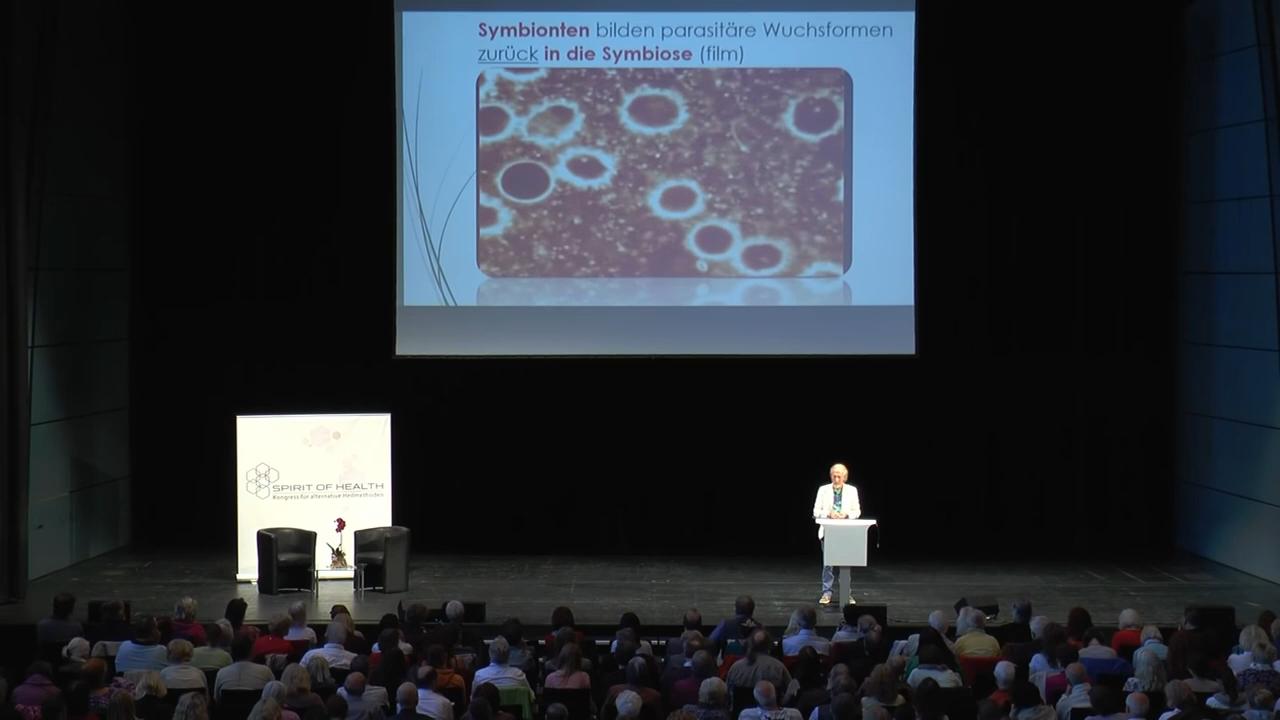 Symbionten bilden parasitäre Wuchsformen
zurück in die Symbiose (film)
SPIRIT OF HEALTH
Kongress für alternative Heilmethoden